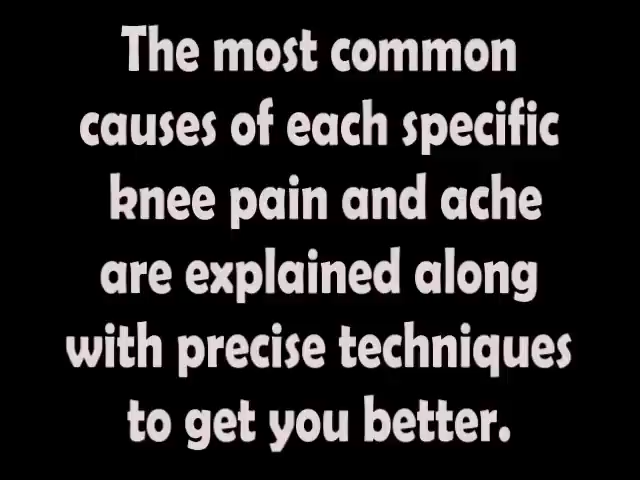 The most common
causes of each specific
knee pain and ache
are explained along
with precise techniques
to get you better.